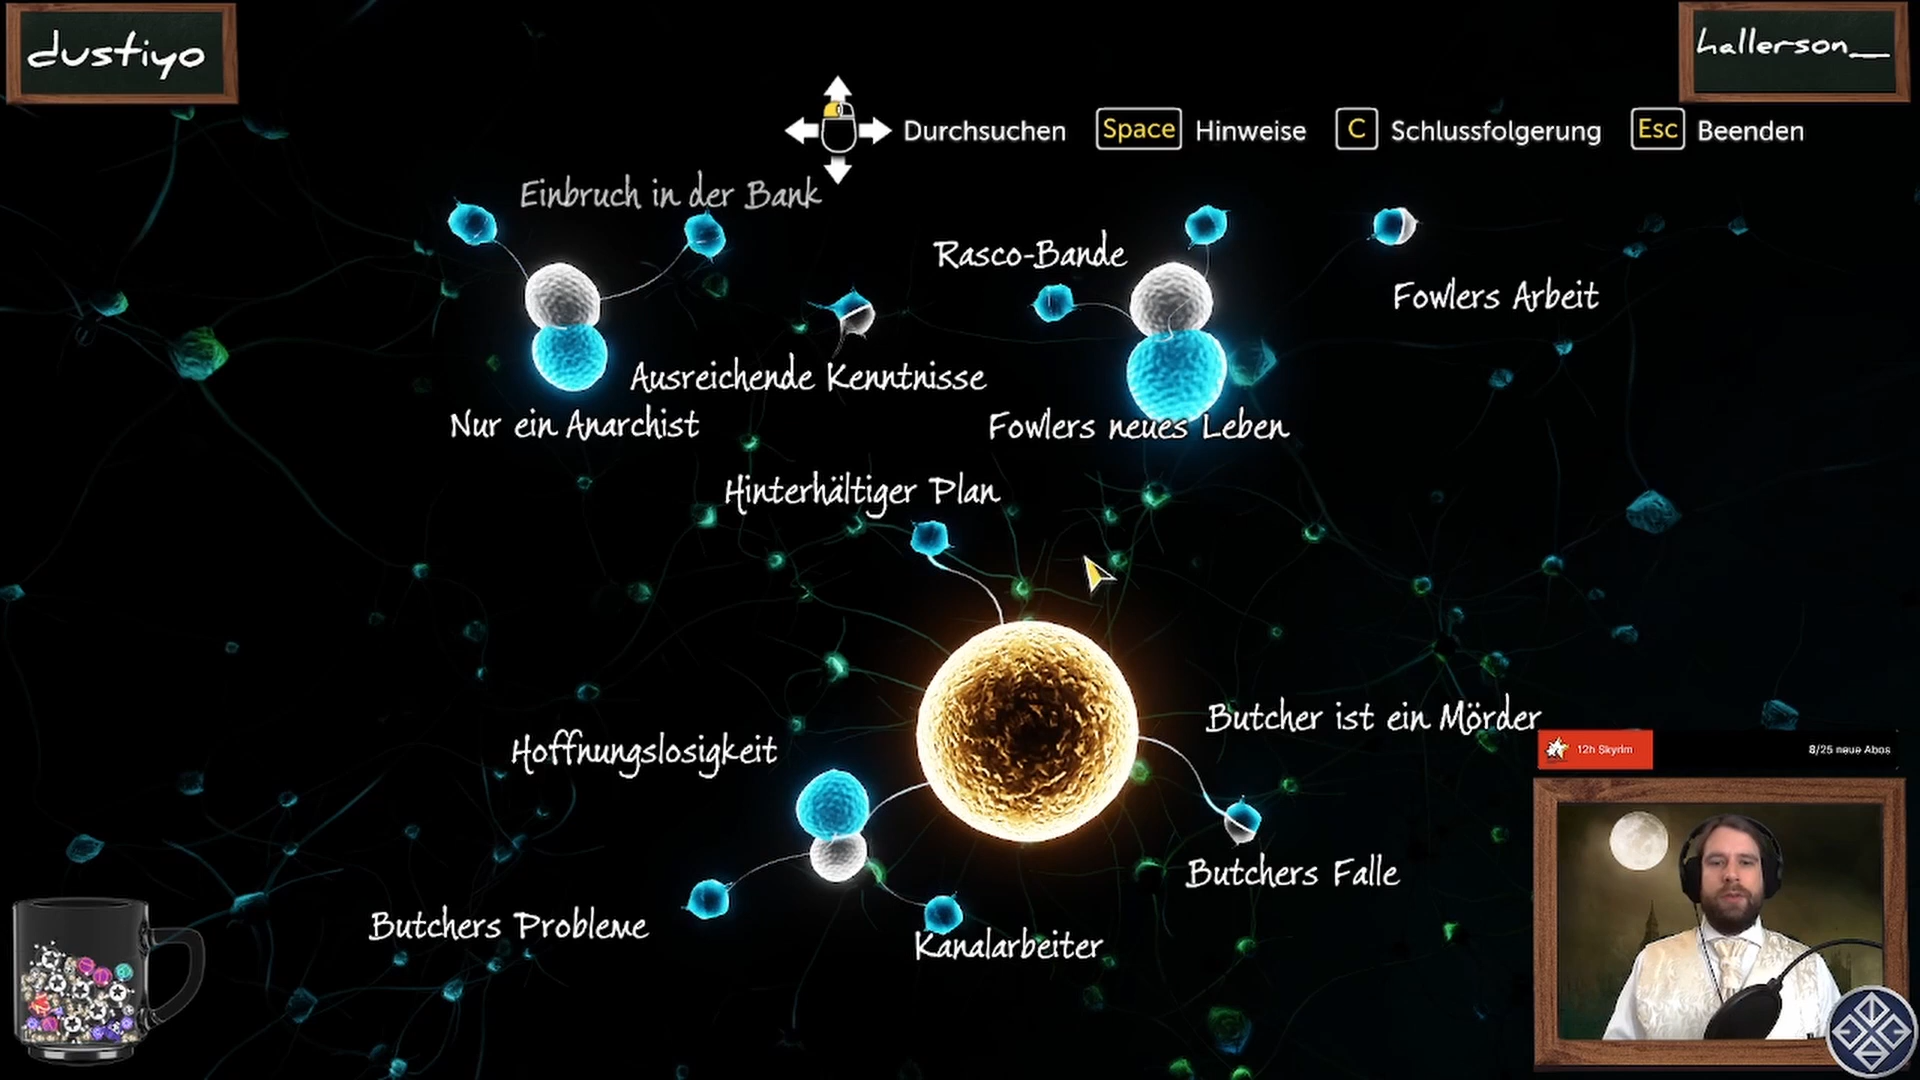 dustiyo
hallerson__
Durchsuchen
Space Hinweise
C Schlussfolgerung
Esc Beenden
Einbruch in der Bank
Rasco-Bande
Fowlers Arbeit
Ausreichende Kenntnisse
Nur ein Anarchist
Fowlers neues Leben
Hinterhältiger Plan
Butcher ist ein Mörder
Hoffnungslosigkeit
12h Skyrim
8/25 neue Abos
Butchers Falle
Butchers Probleme
Kanalarbeiter